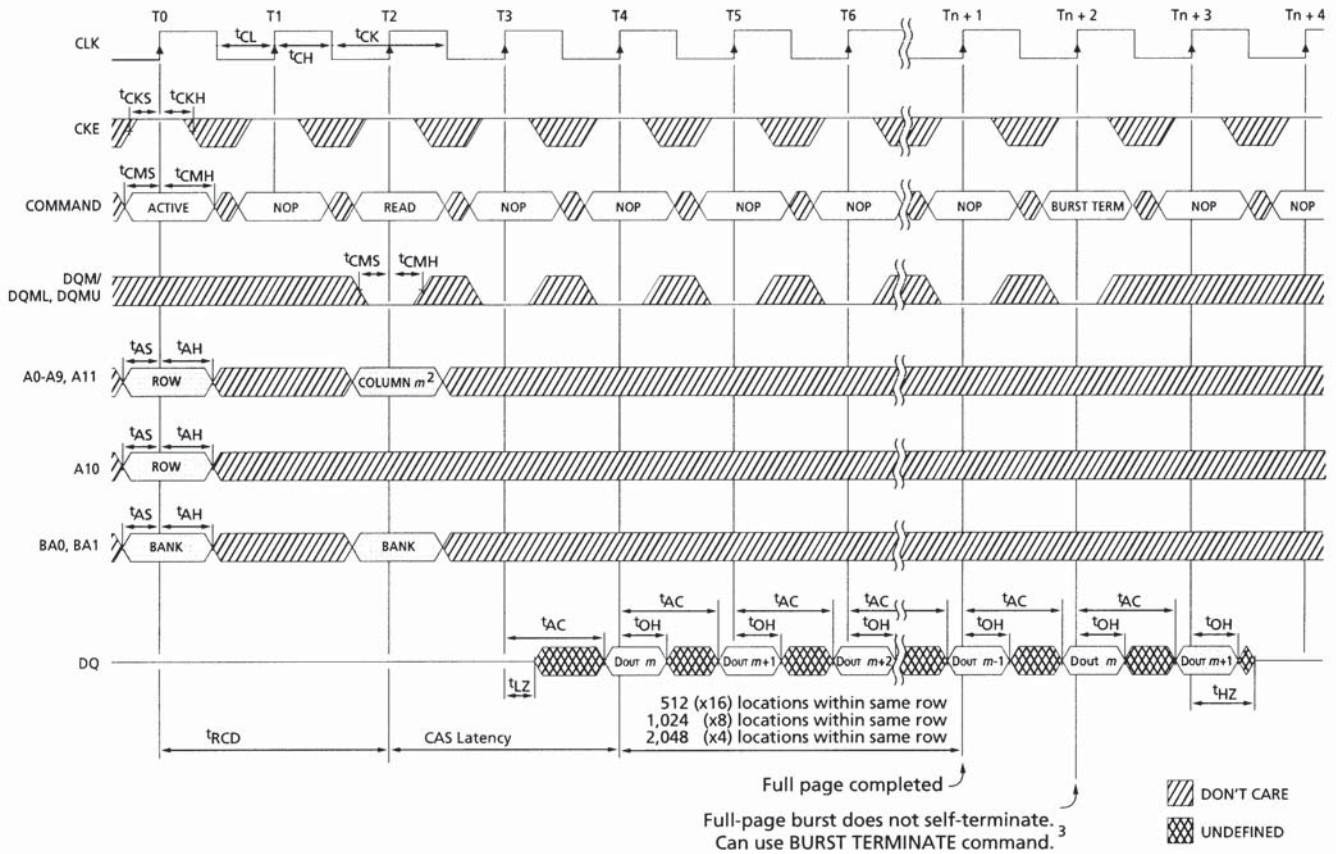 T0 T1 T2 T3 T4 T5 T6 Tn + 1 Tn + 2 Tn + 3 Tn + 4
CLK tCL tCH tCK
tCKS tCKH
CKE
tCMS tCMH
COMMAND ACTIVE NOP READ NOP NOP NOP NOP NOP BURST TERM NOP NOP
DQM/
DQML, DQMU
tCMS tCMH
tAS tAH
A0-A9, A11 ROW COLUMN m2
tAS tAH
A10 ROW
tAS tAH
BA0, BA1 BANK BANK
tAC tAC tAC tAC tAC tAC
tOH tOH tOH tOH tOH tOH
DQ DOUT m DOUT m+1 DOUT m+2 DOUT m-1 DOUT m DOUT m+1
tLZ tHZ
512 (x16) locations within same row
1,024 (x8) locations within same row
2,048 (x4) locations within same row
tRCD CAS Latency
Full page completed
Full-page burst does not self-terminate.
Can use BURST TERMINATE command. 3
DON'T CARE
UNDEFINED